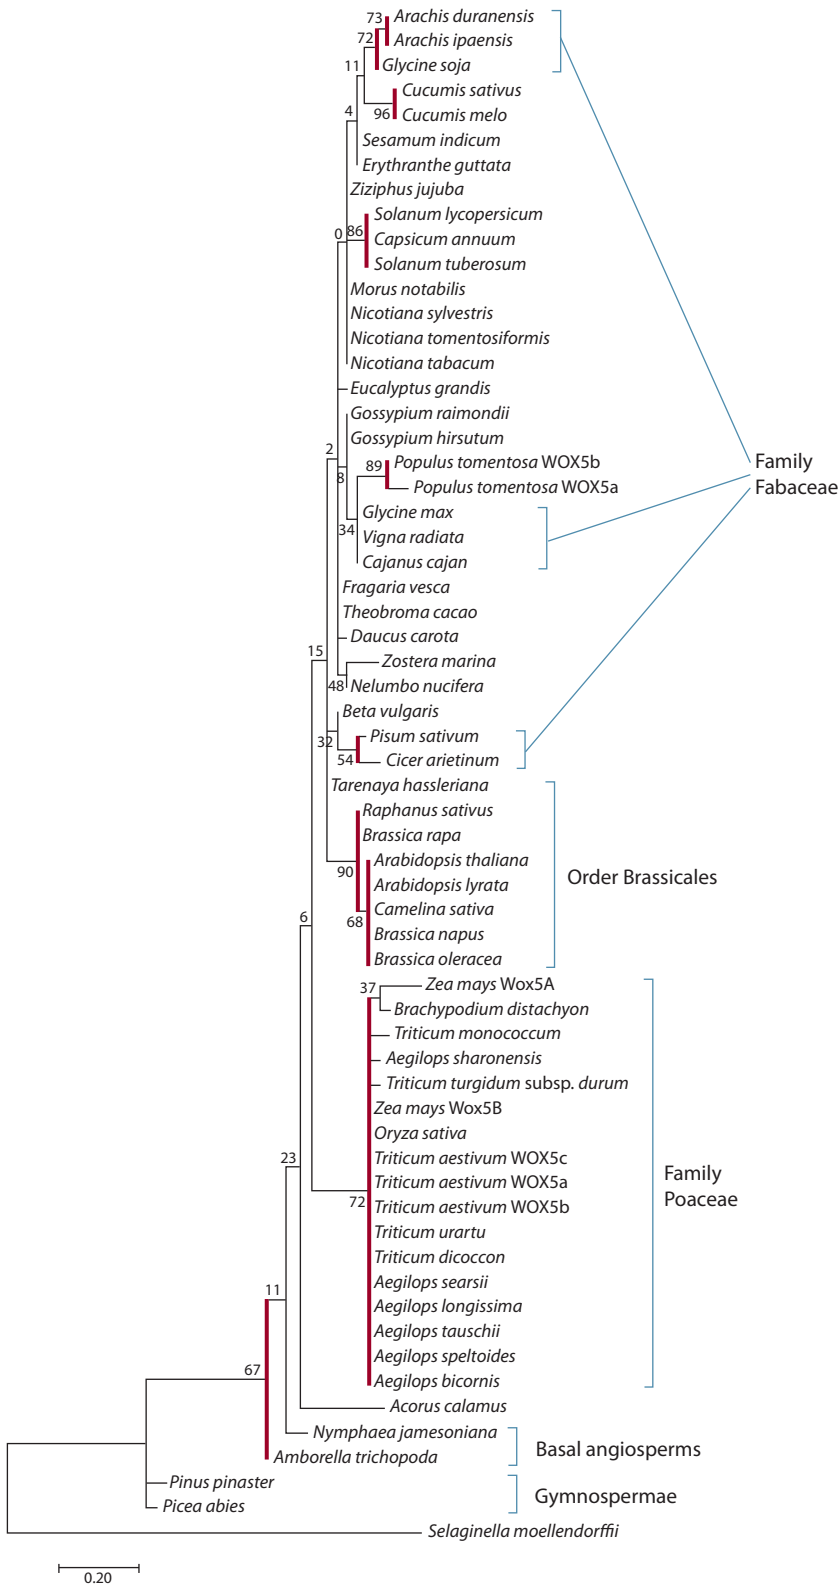 73
Arachis duranensis
72
Arachis ipaensis
11
Glycine soja
Cucumis sativus
96
Cucumis melo
4
Sesamum indicum
Erythranthe guttata
Ziziphus jujuba
Solanum lycopersicum
0
86
Capsicum annuum
Solanum tuberosum
Morus notabilis
Nicotiana sylvestris
Nicotiana tomentosiformis
Nicotiana tabacum
Eucalyptus grandis
Gossypium raimondii
Gossypium hirsutum
2
8
89
Populus tomentosa WOX5b
Populus tomentosa WOX5a
Family
Fabaceae
Glycine max
34
Vigna radiata
Cajanus cajan
Fragaria vesca
Theobroma cacao
Daucus carota
15
Zostera marina
48
Nelumbo nucifera
Beta vulgaris
32
Pisum sativum
54
Cicer arietinum
Tarenaya hassleriana
Raphanus sativus
Brassica rapa
Arabidopsis thaliana
90
Arabidopsis lyrata
Order Brassicales
Camelina sativa
68
Brassica napus
Brassica oleracea
6
37
Zea mays Wox5A
Brachypodium distachyon
Triticum monococcum
Aegilops sharonensis
Triticum turgidum subsp. durum
Zea mays Wox5B
Oryza sativa
23
Triticum aestivum WOX5c
Triticum aestivum WOX5a
72
Triticum aestivum WOX5b
Family
Poaceae
Triticum urartu
Triticum dicoccon
Aegilops searsii
11
Aegilops longissima
Aegilops tauschii
Aegilops speltoides
67
Aegilops bicornis
Acorus calamus
Nymphaea jamesoniana
Amborella trichopoda
Basal angiosperms
Pinus pinaster
Picea abies
Gymnospermae
Selaginella moellendorffii
0.20